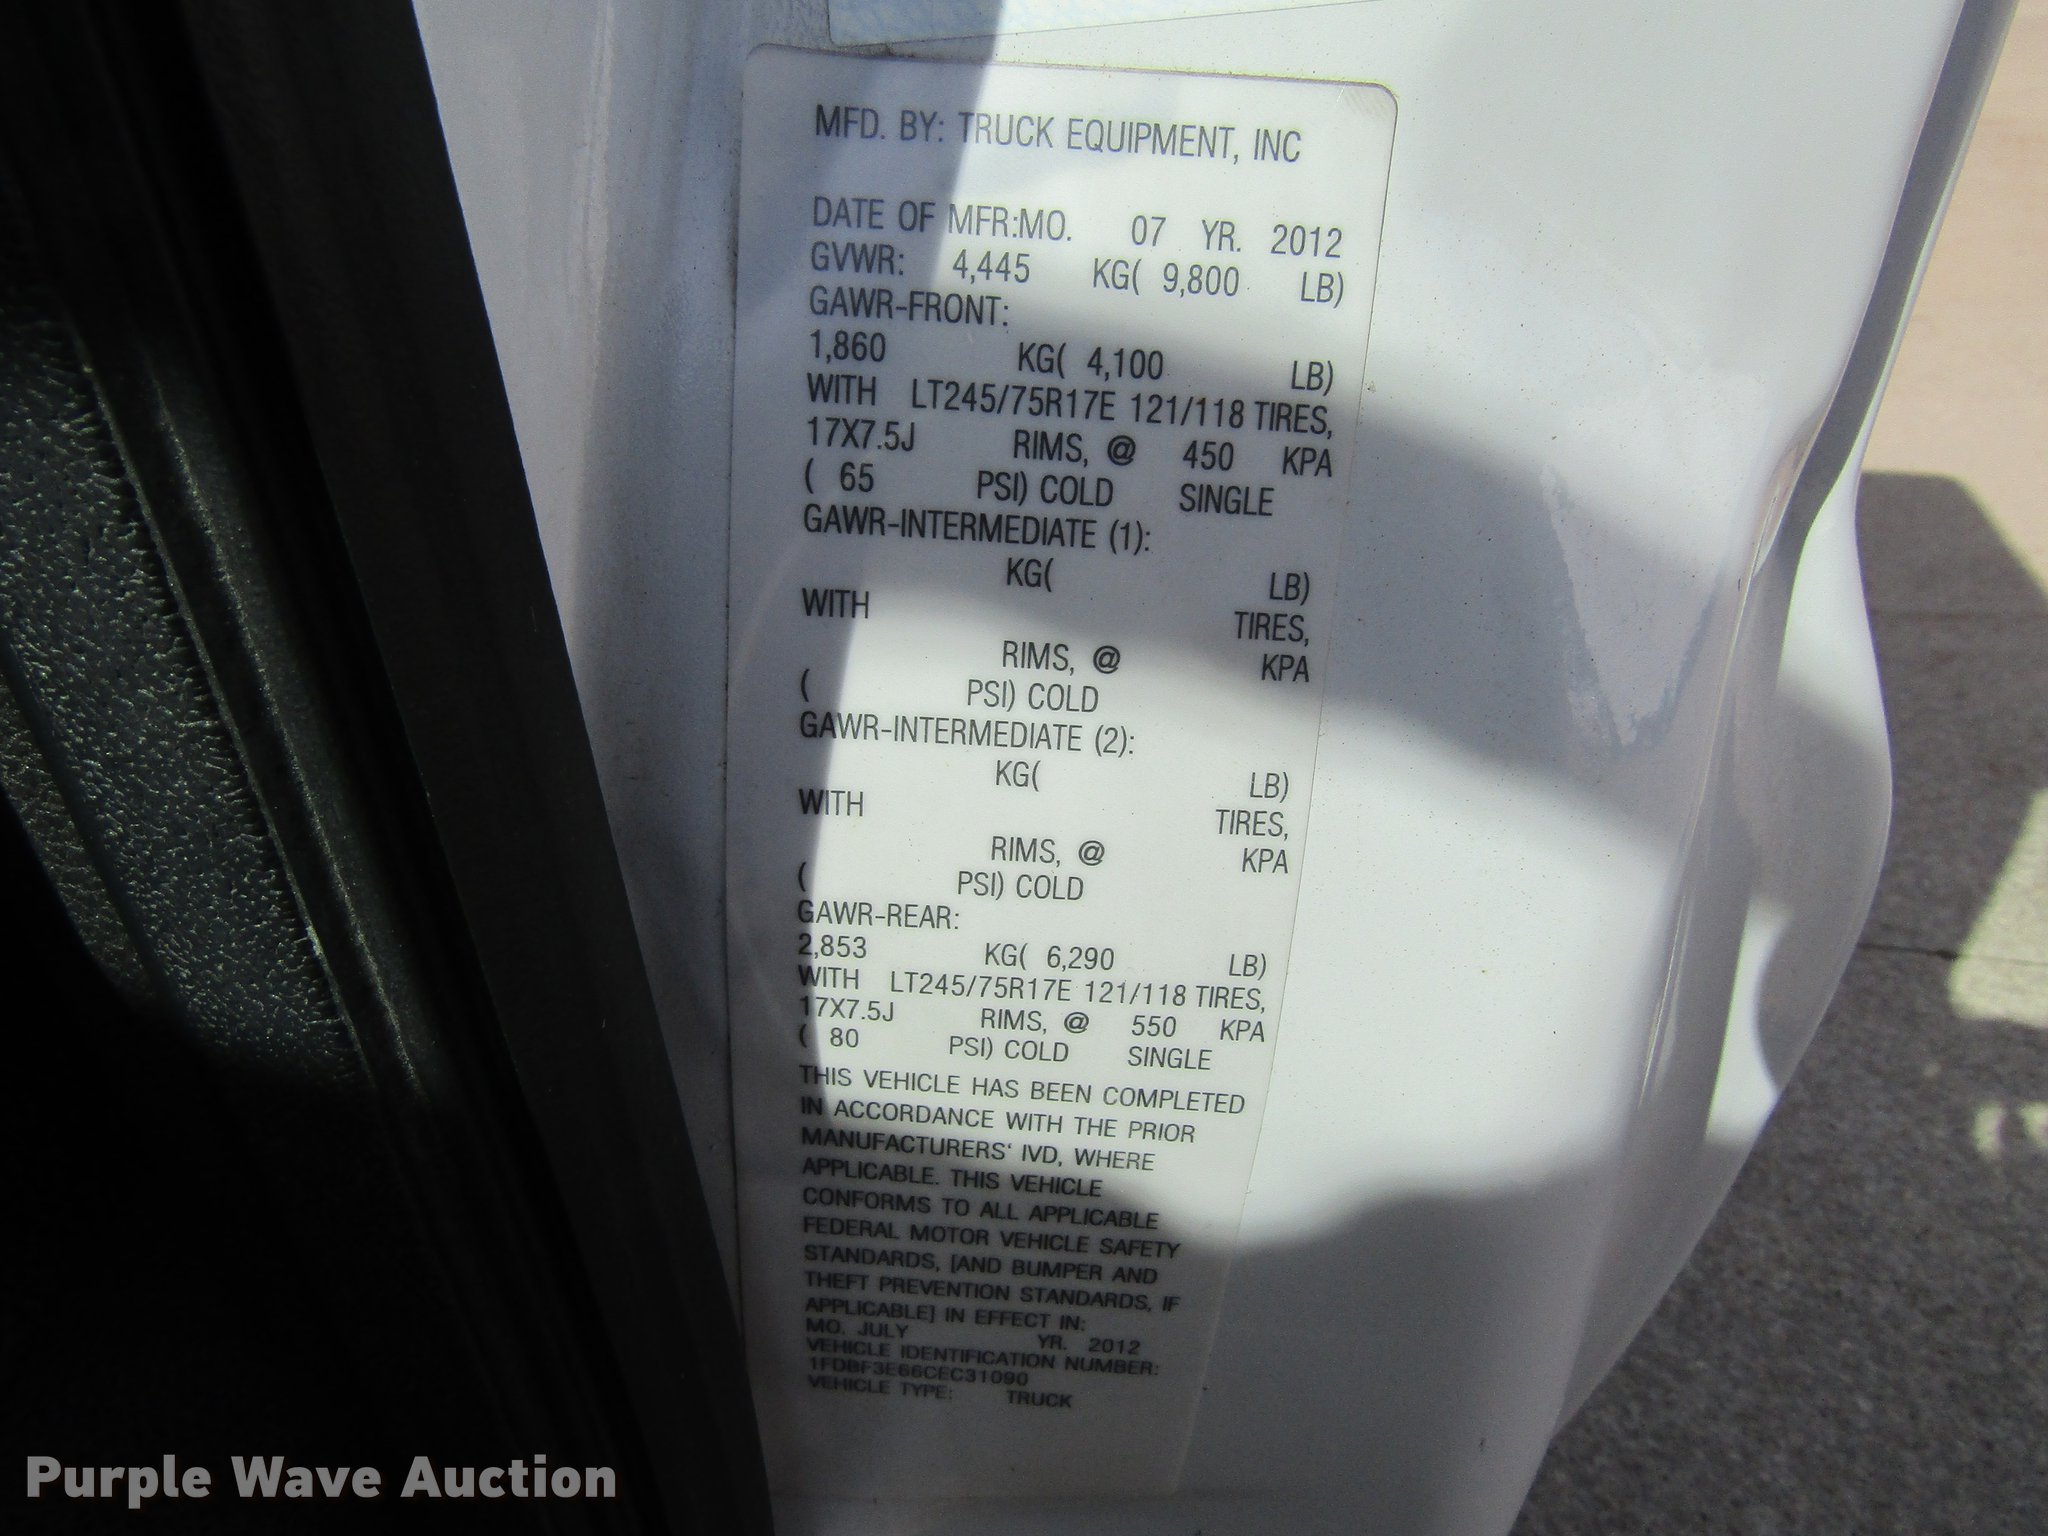 MFD. BY: TRUCK EQUIPMENT, INC
DATE OF MFR:MO. 07 YR. 2012
GVWR: 4,445 KG( 9,800 LB)
GAWR-FRONT:
1,860 KG( 4,100 LB)
WITH LT245/75R17E 121/118 TIRES,
17X7.5J RIMS, @ 450 KPA
( 65 PSI) COLD SINGLE
GAWR-INTERMEDIATE (1):
KG( LB)
WITH TIRES,
RIMS, @ KPA
( PSI) COLD
GAWR-INTERMEDIATE (2):
KG( LB)
WITH TIRES,
RIMS, @ KPA
( PSI) COLD
GAWR-REAR:
2,853 KG( 6,290 LB)
WITH LT245/75R17E 121/118 TIRES,
17X7.5J RIMS, @ 550 KPA
( 80 PSI) COLD SINGLE
THIS VEHICLE HAS BEEN COMPLETED
IN ACCORDANCE WITH THE PRIOR
MANUFACTURERS' IVD, WHERE
APPLICABLE. THIS VEHICLE
CONFORMS TO ALL APPLICABLE
FEDERAL MOTOR VEHICLE SAFETY
STANDARDS, [AND BUMPER AND
THEFT PREVENTION STANDARDS, IF
APPLICABLE] IN EFFECT IN:
MO. JULY YR. 2012
VEHICLE IDENTIFICATION NUMBER:
1FDBF3E66CEC31090
VEHICLE TYPE: TRUCK
Purple Wave Auction